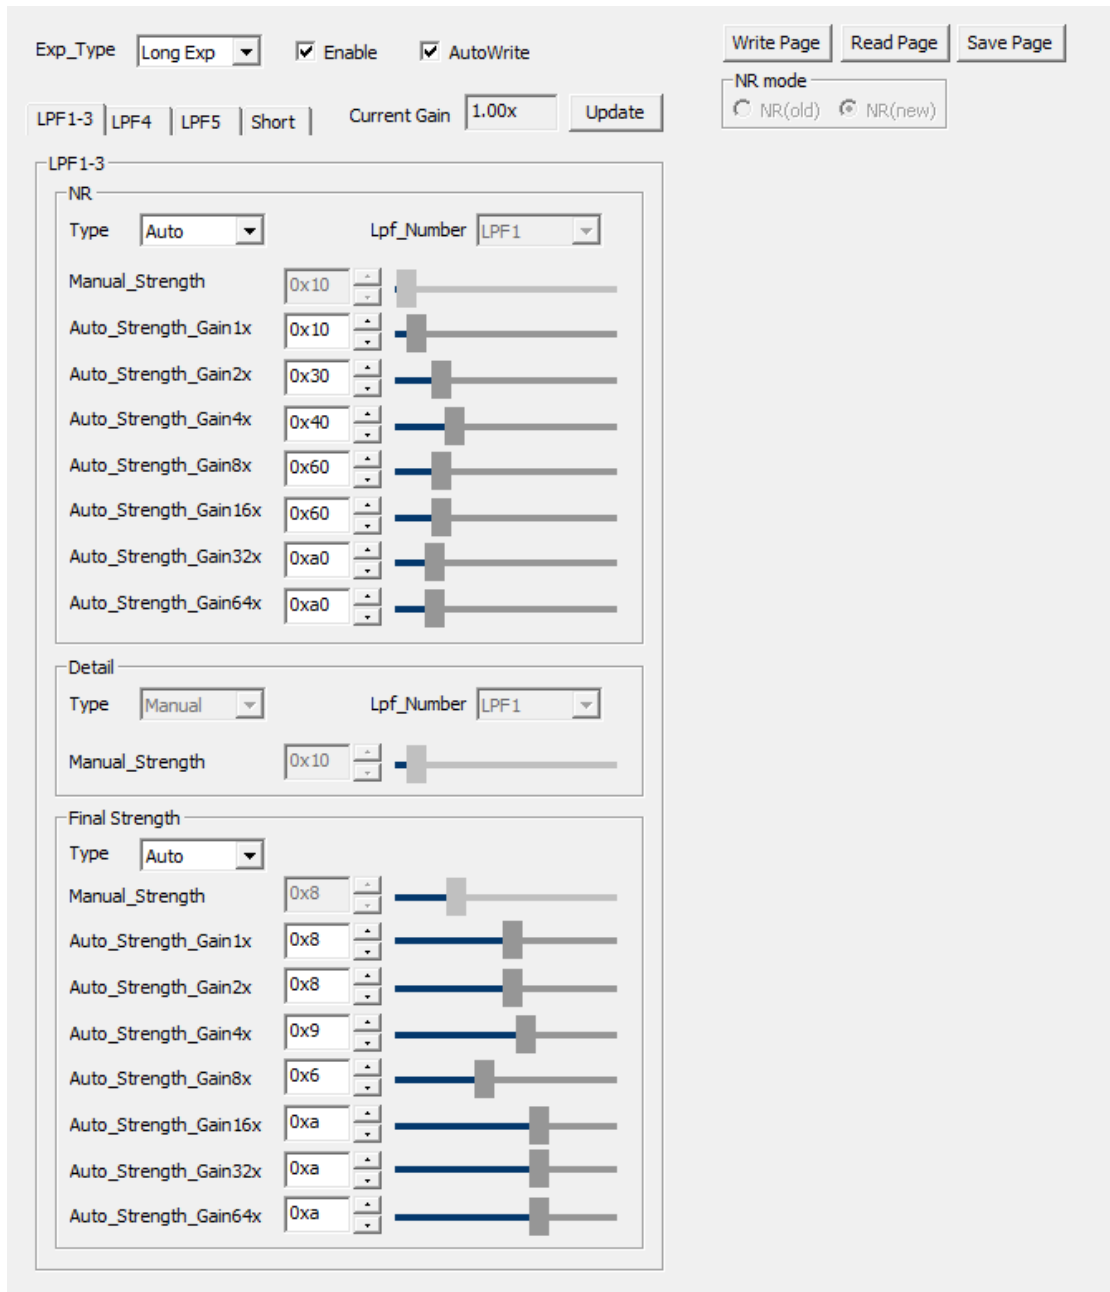 Exp_Type Long Exp Enable AutoWrite Write Page Read Page Save Page
NR mode
NR(old) NR(new)
LPF1-3 LPF4 LPF5 Short Current Gain 1.00x Update
LPF1-3
NR
Type Auto Lpf_Number LPF1
Manual_Strength 0x10
Auto_Strength_Gain1x 0x10
Auto_Strength_Gain2x 0x30
Auto_Strength_Gain4x 0x40
Auto_Strength_Gain8x 0x60
Auto_Strength_Gain16x 0x60
Auto_Strength_Gain32x 0xa0
Auto_Strength_Gain64x 0xa0
Detail
Type Manual Lpf_Number LPF1
Manual_Strength 0x10
Final Strength
Type Auto
Manual_Strength 0x8
Auto_Strength_Gain1x 0x8
Auto_Strength_Gain2x 0x8
Auto_Strength_Gain4x 0x9
Auto_Strength_Gain8x 0x6
Auto_Strength_Gain16x 0xa
Auto_Strength_Gain32x 0xa
Auto_Strength_Gain64x 0xa